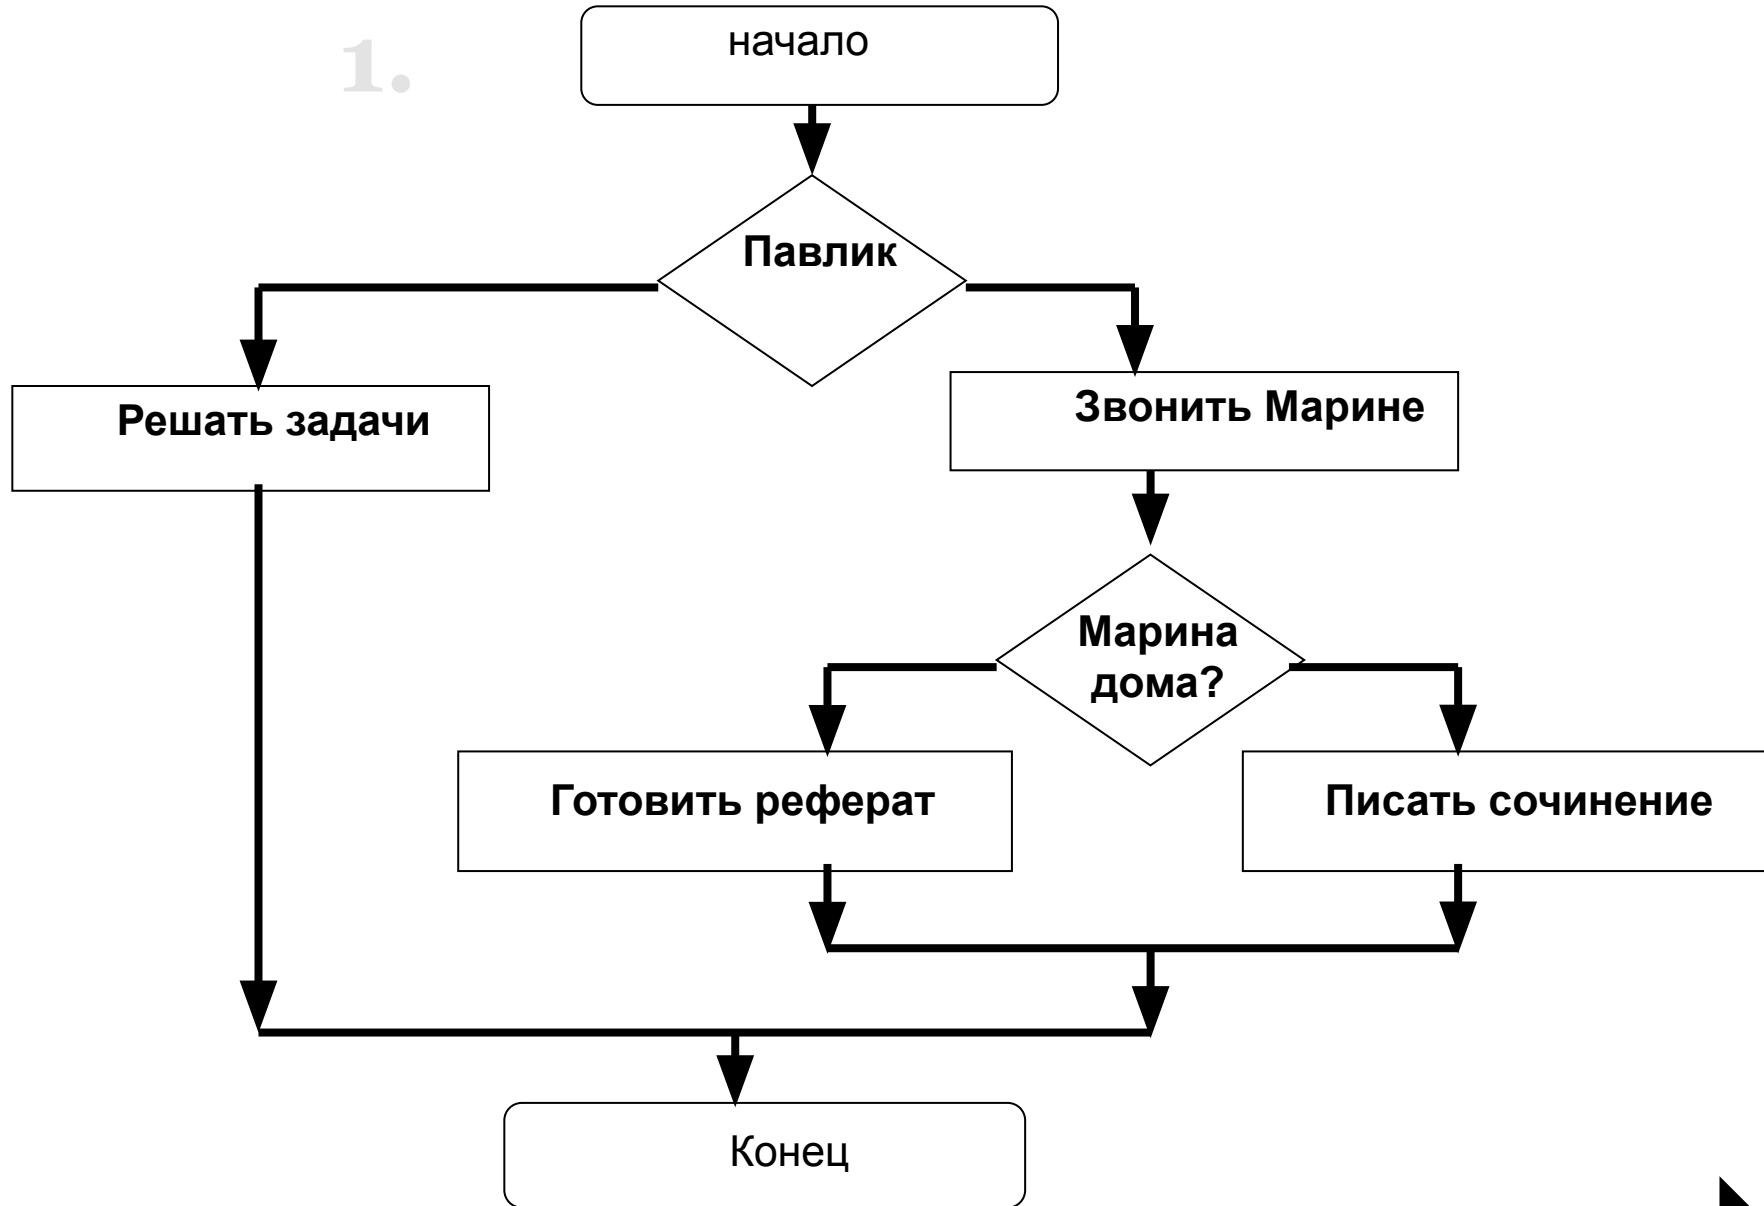 1.
начало
Павлик
Решать задачи
Звонить Марине
Марина
дома?
Готовить реферат
Писать сочинение
Конец